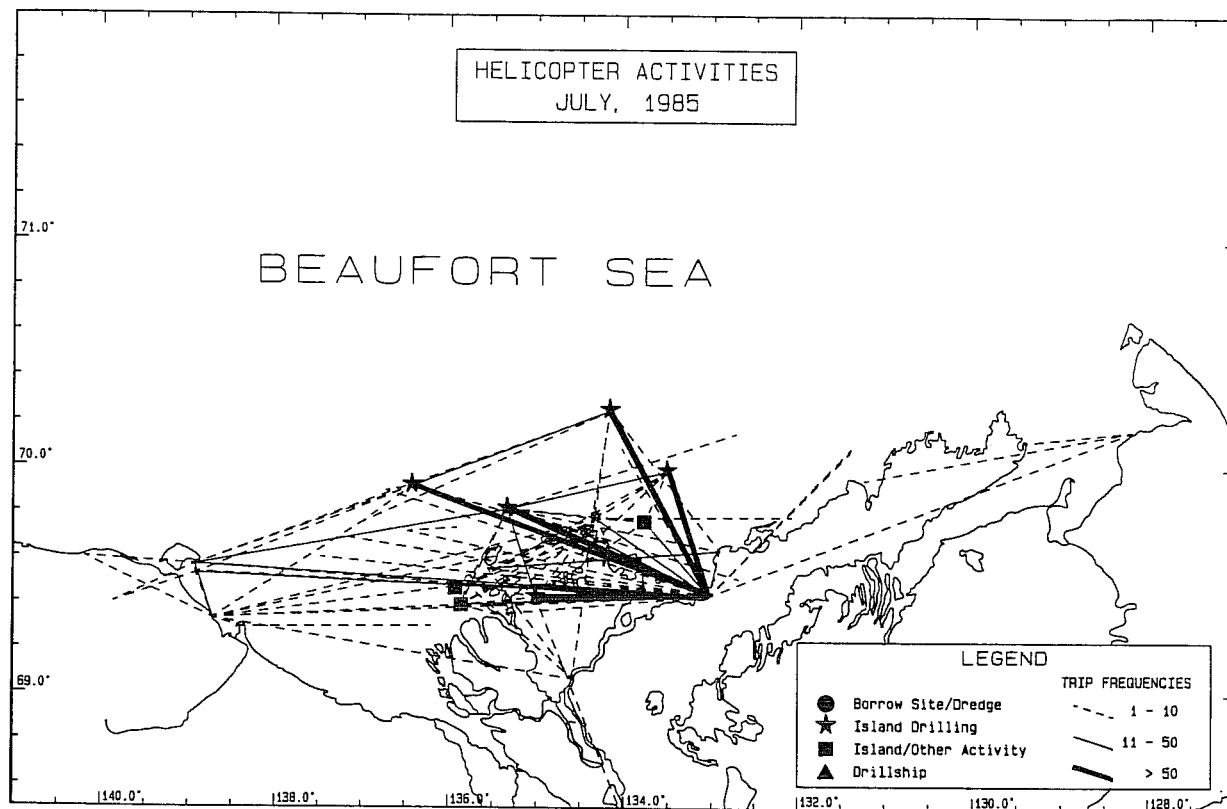 HELICOPTER ACTIVITIES
JULY, 1985
71.0°
BEAUFORT SEA
70.0°
69.0°
LEGEND
TRIP FREQUENCIES
Borrow Site/Dredge
1 - 10
Island Drilling
11 - 50
Island/Other Activity
Drillship
> 50
140.0° 138.0° 136.0° 134.0° 132.0° 130.0° 128.0°